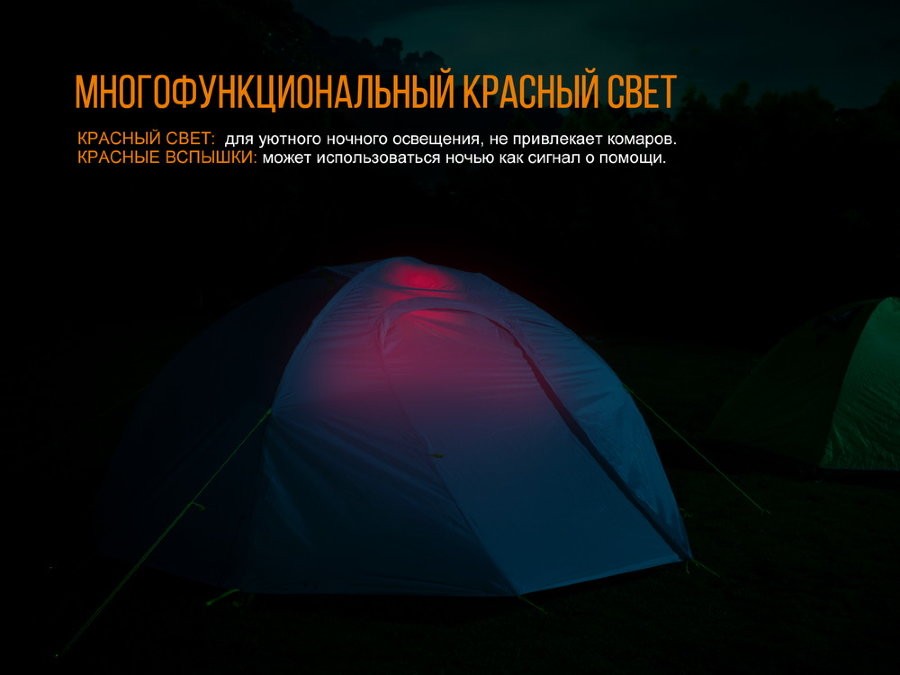 МНОГОФУНКЦИОНАЛЬНЫЙ КРАСНЫЙ СВЕТ
КРАСНЫЙ СВЕТ: для уютного ночного освещения, не привлекает комаров.
КРАСНЫЕ ВСПЫШКИ: может использоваться ночью как сигнал о помощи.